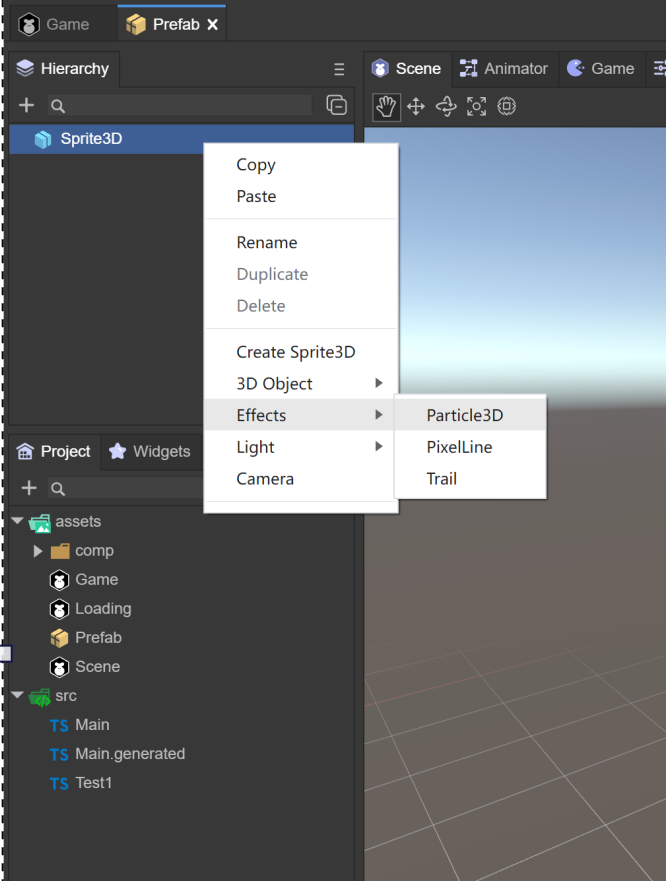 Game
Prefab
Hierarchy
Scene
Animator
Game
Sprite3D
Copy
Paste
Rename
Duplicate
Delete
Create Sprite3D
3D Object
Effects
Light
Camera
Particle3D
PixelLine
Trail
Project
Widgets
assets
comp
Game
Loading
Prefab
Scene
src
TS Main
TS Main.generated
TS Test1